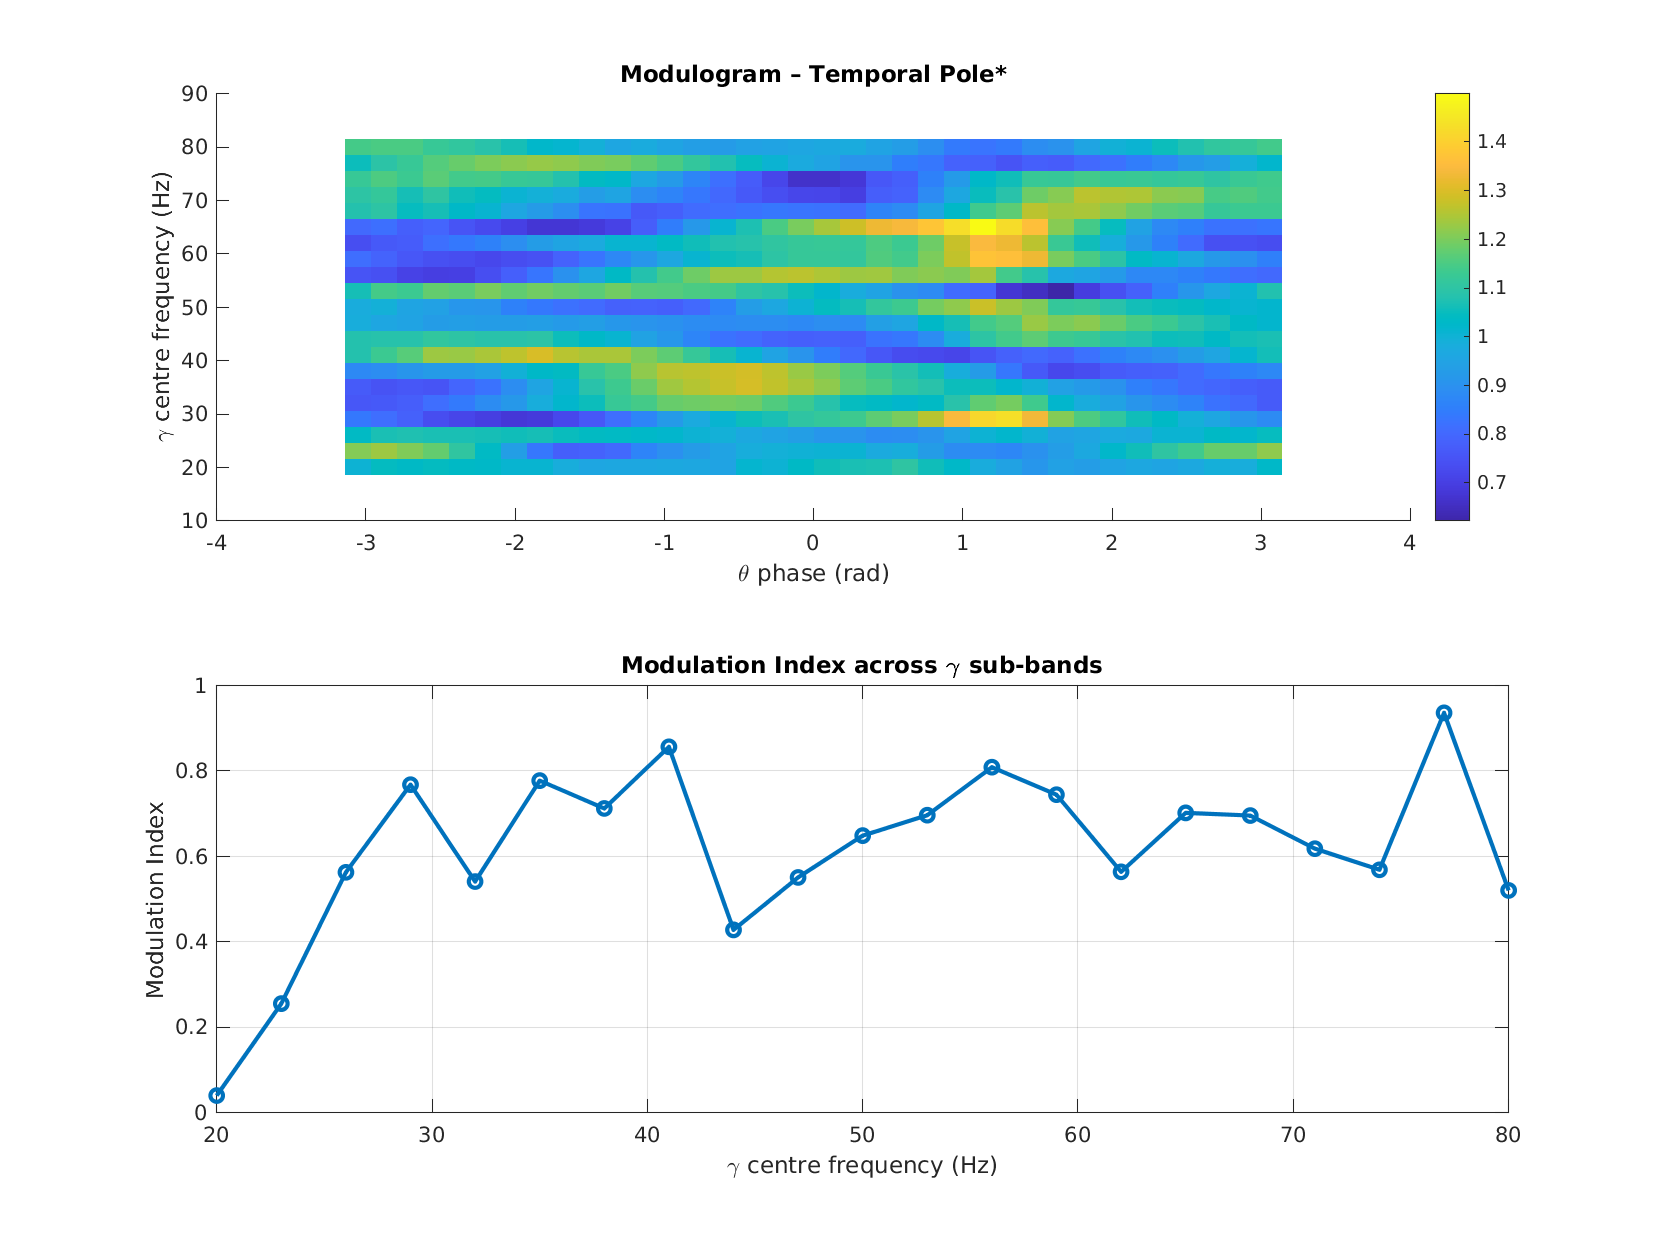 Modulogram – Temporal Pole*
90
80
70
60
50
40
30
20
10
γ centre frequency (Hz)
-4 -3 -2 -1 0 1 2 3 4
θ phase (rad)
1.4
1.3
1.2
1.1
1
0.9
0.8
0.7
Modulation Index across γ sub-bands
1
0.8
0.6
0.4
0.2
0
Modulation Index
20 30 40 50 60 70 80
γ centre frequency (Hz)